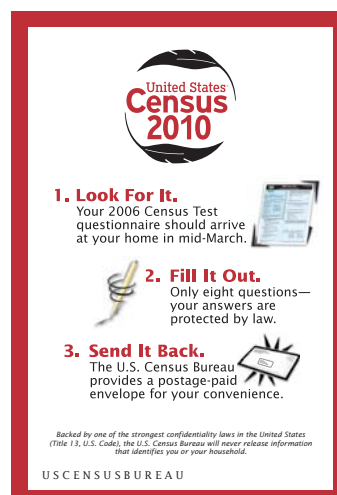 United States
Census
2010
1. Look For It.
Your 2006 Census Test
questionnaire should arrive
at your home in mid-March.
2. Fill It Out.
Only eight questions—
your answers are
protected by law.
3. Send It Back.
The U.S. Census Bureau
provides a postage-paid
envelope for your convenience.
Backed by one of the strongest confidentiality laws in the United States
(Title 13, U.S. Code), the U.S. Census Bureau will never release information
that identifies you or your household.
USCENSUSBUREAU